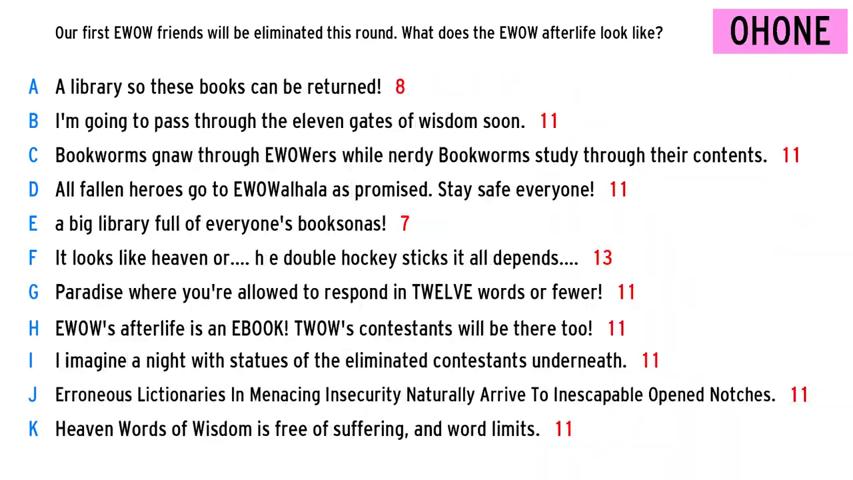 Our first EWOW friends will be eliminated this round. What does the EWOW afterlife look like?
OHONE
A A library so these books can be returned! 8
B I'm going to pass through the eleven gates of wisdom soon. 11
C Bookworms gnaw through EWOWers while nerdy Bookworms study through their contents. 11
D All fallen heroes go to EWOWalhala as promised. Stay safe everyone! 11
E a big library full of everyone's booksonas! 7
F It looks like heaven or.... h e double hockey sticks it all depends.... 13
G Paradise where you're allowed to respond in TWELVE words or fewer! 11
H EWOW's afterlife is an EBOOK! TWOW's contestants will be there too! 11
I I imagine a night with statues of the eliminated contestants underneath. 11
J Erroneous Lictionaries In Menacing Insecurity Naturally Arrive To Inescapable Opened Notches. 11
K Heaven Words of Wisdom is free of suffering, and word limits. 11